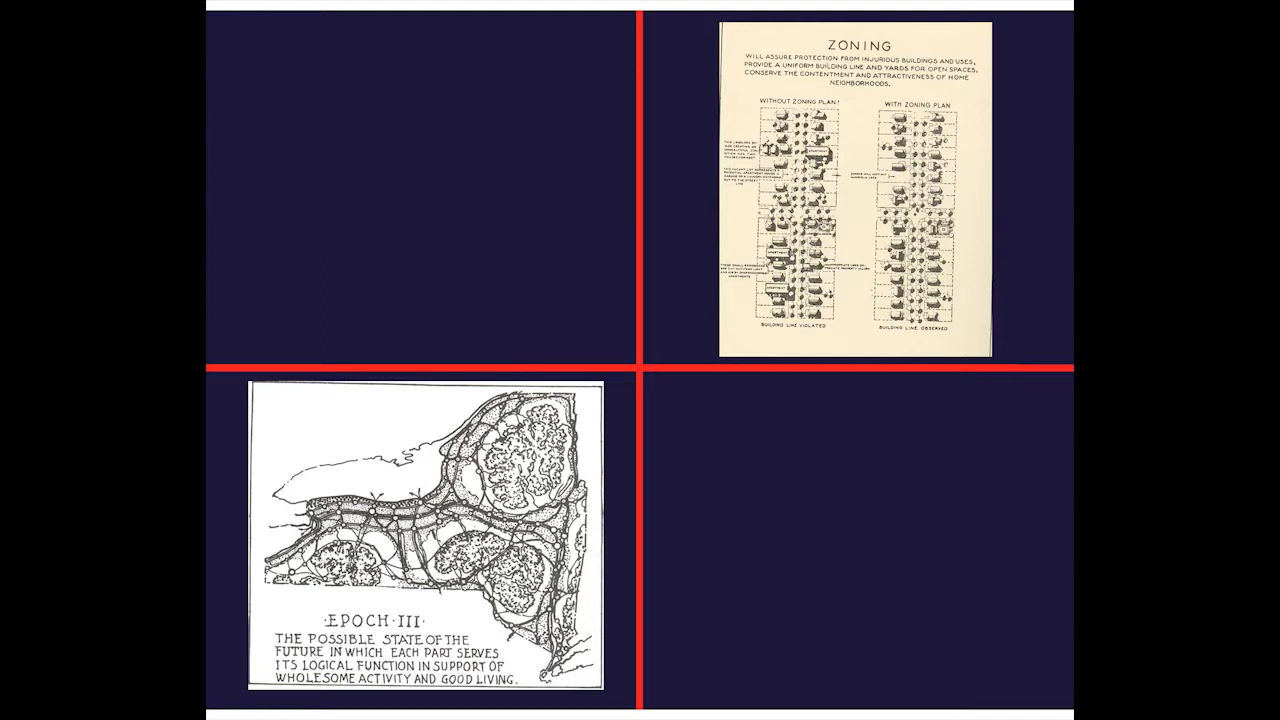 ZONING
WILL ASSURE PROTECTION FROM INJURIOUS BUILDINGS AND USES,
PROVIDE A UNIFORM BUILDING LINE AND YARDS FOR OPEN SPACES.
CONSERVE THE CONTENTMENT AND ATTRACTIVENESS OF HOME
NEIGHBORHOODS.
WITHOUT ZONING PLAN!
WITH ZONING PLAN
APARTMENT
APARTMENT
APARTMENT
BUILDING LINE VIOLATED
BUILDING LINE OBSERVED
·EPOCH·III·
THE POSSIBLE STATE OF THE
FUTURE IN WHICH EACH PART SERVES
ITS LOGICAL FUNCTION IN SUPPORT OF
WHOLESOME ACTIVITY AND GOOD LIVING.